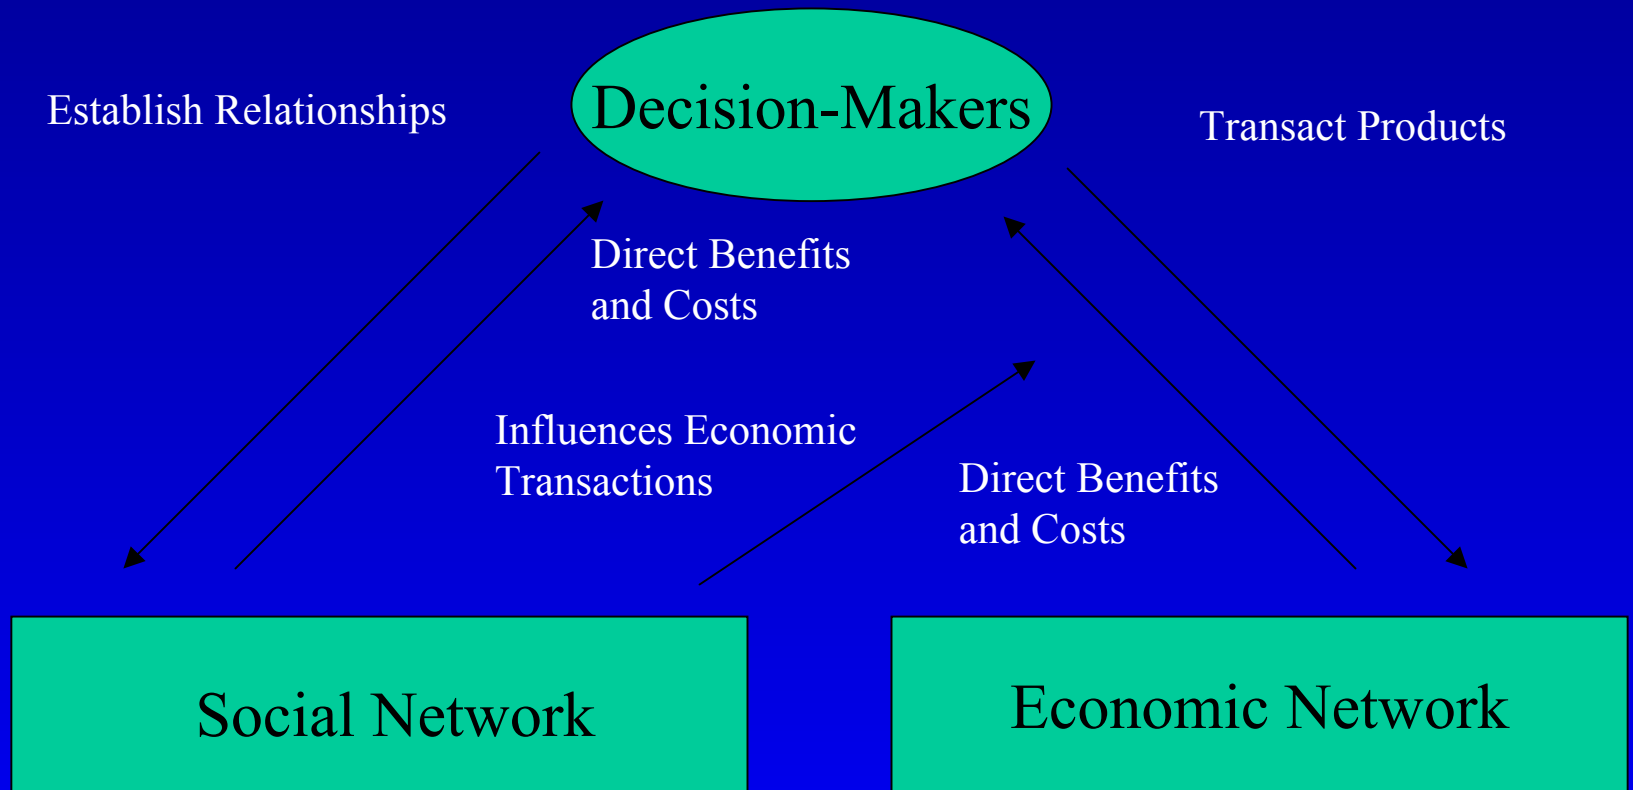 Decision-Makers
Establish Relationships
Transact Products
Direct Benefits
and Costs
Influences Economic
Transactions
Direct Benefits
and Costs
Social Network
Economic Network